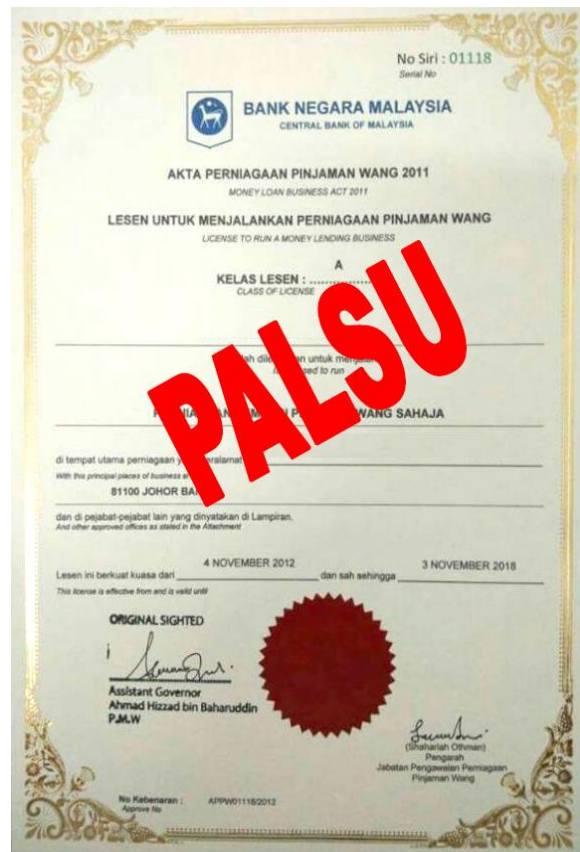 No Siri : 01118
Serial No
BANK NEGARA MALAYSIA
CENTRAL BANK OF MALAYSIA
AKTA PERNIAGAAN PINJAMAN WANG 2011
MONEY LOAN BUSINESS ACT 2011
LESEN UNTUK MENJALANKAN PERNIAGAAN PINJAMAN WANG
LICENSE TO RUN A MONEY LENDING BUSINESS
A
KELAS LESEN : ..................
CLASS OF LICENSE
PALSU
untuk
to run
WANG SAHAJA
di tempat utama perniagaan
With this principal places of business
81100 JOHOR
dan di pejabat-pejabat lain yang dinyatakan di Lampiran.
And other approved offices as stated in the Attachment
4 NOVEMBER 2012 3 NOVEMBER 2018
Lesen ini berkuat kuasa dari dan sah sehingga
This license is effective from and is valid until
ORIGINAL SIGHTED
Assistant Governor
Ahmad Hizzad bin Baharuddin
P.M.W
(Shaharlah Othman)
Pengarah
Jabatan Pengawalan Perniagaan
Pinjaman Wang
No Kebenaran : APPW01118/2012
Approve No